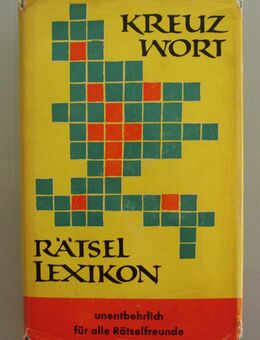 KREUZ
WORT
RÄTSEL
LEXIKON
unentbehrlich
für alle Rätselfreunde